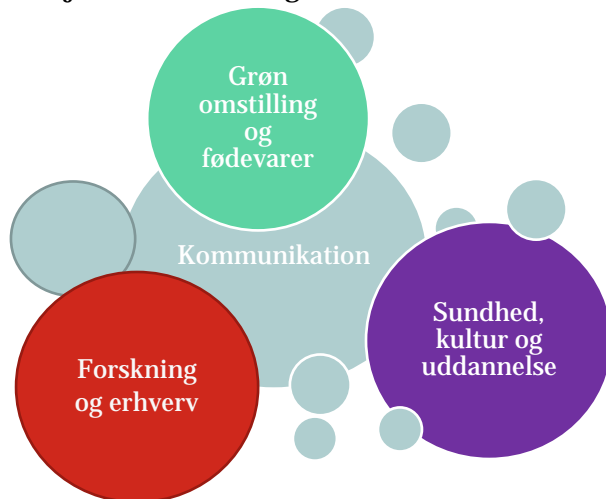 Grøn
omstilling
og
fødevarer
Kommunikation
Sundhed,
kultur og
uddannelse
Forskning
og erhverv